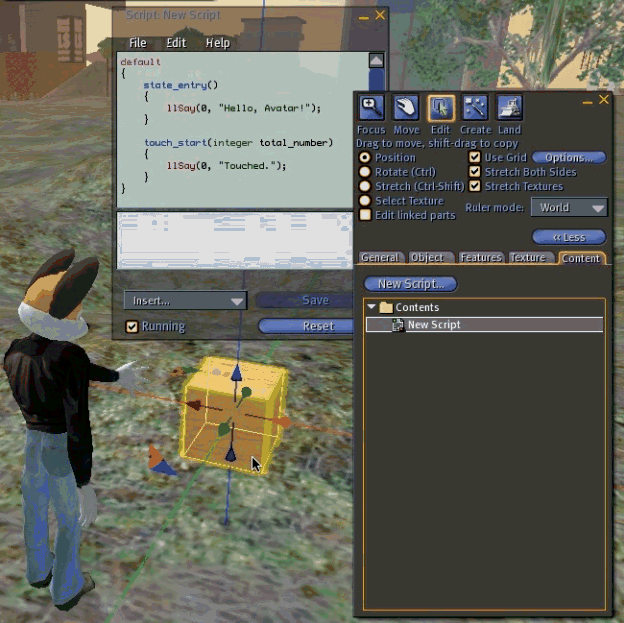 Script: New Script
File Edit Help
default
{
state_entry()
{
llSay(0, "Hello, Avatar!");
}
touch_start(integer total_number)
{
llSay(0, "Touched.");
}
}
Insert...
Save
Running
Reset
Focus Move Edit Create Land
Drag to move, shift-drag to copy
Position
Rotate (Ctrl)
Stretch (Ctrl-Shift)
Select Texture
Edit linked parts
Use Grid
Options...
Stretch Both Sides
Stretch Textures
Ruler mode: World
<< Less
General Object Features Texture Content
New Script...
Contents
New Script